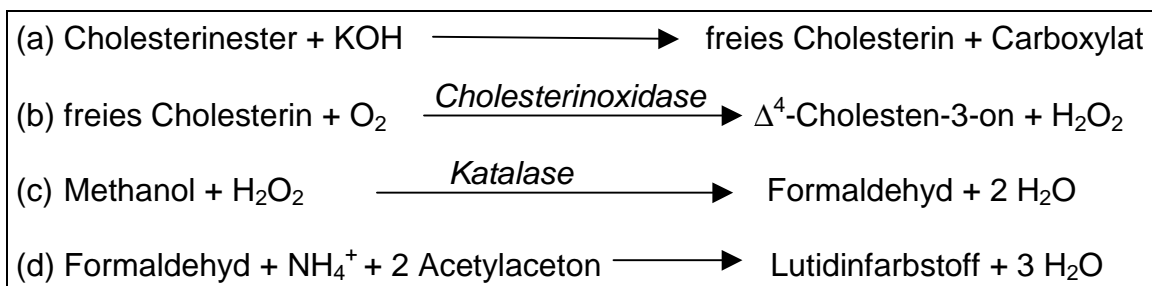 (a) Cholesterinester + KOH → freies Cholesterin + Carboxylat
(b) freies Cholesterin + O₂ Cholesterinoxidase → Δ⁴-Cholesten-3-on + H₂O₂
(c) Methanol + H₂O₂ Katalase → Formaldehyd + 2 H₂O
(d) Formaldehyd + NH₄⁺ + 2 Acetylaceton → Lutidinfarbstoff + 3 H₂O